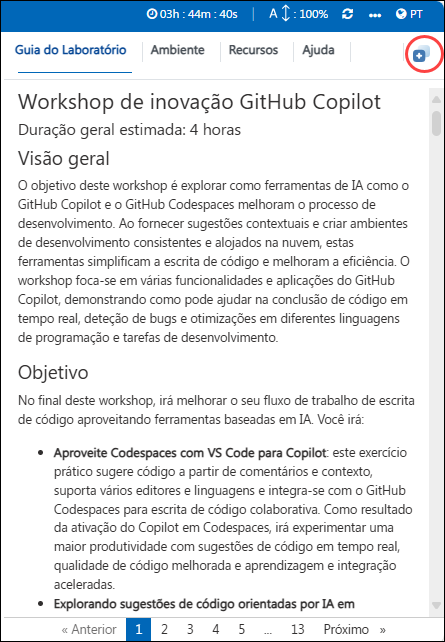 03h : 44m : 40s A : 100% PT
Guia do Laboratório Ambiente Recursos Ajuda
Workshop de inovação GitHub Copilot
Duração geral estimada: 4 horas
Visão geral
O objetivo deste workshop é explorar como ferramentas de IA como o
GitHub Copilot e o GitHub Codespaces melhoram o processo de
desenvolvimento. Ao fornecer sugestões contextuais e criar ambientes
de desenvolvimento consistentes e alojados na nuvem, estas
ferramentas simplificam a escrita de código e melhoram a eficiência. O
workshop foca-se em várias funcionalidades e aplicações do GitHub
Copilot, demonstrando como pode ajudar na conclusão de código em
tempo real, deteção de bugs e otimizações em diferentes linguagens
de programação e tarefas de desenvolvimento.
Objetivo
No final deste workshop, irá melhorar o seu fluxo de trabalho de escrita
de código aproveitando ferramentas baseadas em IA. Você irá:
• Aproveite Codespaces com VS Code para Copilot: este exercício
prático sugere código a partir de comentários e contexto,
suporta vários editores e linguagens e integra-se com o GitHub
Codespaces para escrita de código colaborativa. Como resultado
da ativação do Copilot em Codespaces, irá experimentar uma
maior produtividade com sugestões de código em tempo real,
qualidade de código melhorada e aprendizagem e integração
aceleradas.
• Explorando sugestões de código orientadas por IA em
« Anterior 1 2 3 4 5 ... 13 Próximo »